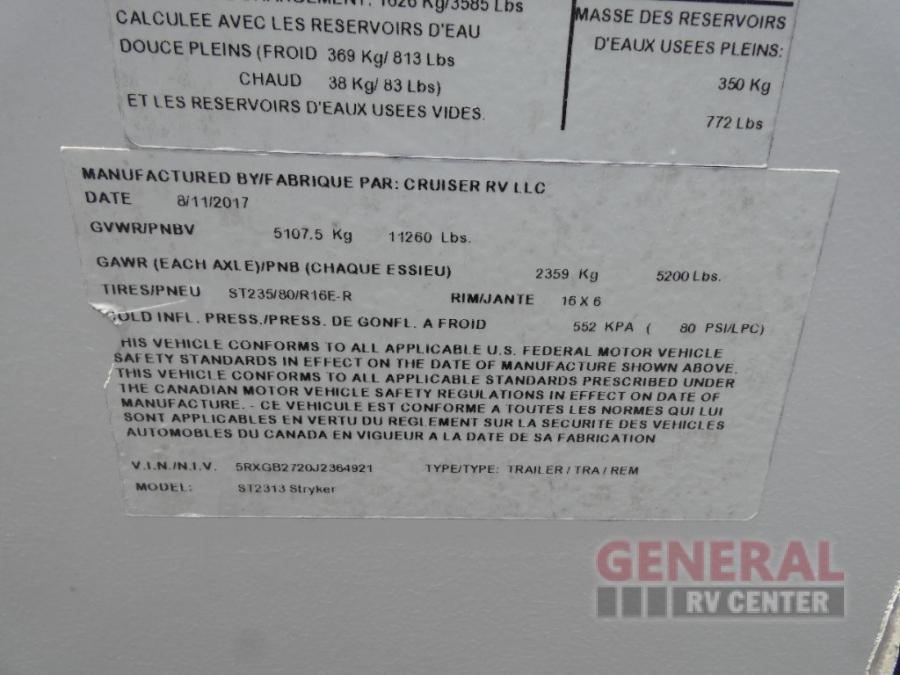 1626 Kg/3585 Lbs
CALCULEE AVEC LES RESERVOIRS D'EAU
DOUCE PLEINS (FROID 369 Kg/ 813 Lbs
CHAUD 38 Kg/ 83 Lbs)
ET LES RESERVOIRS D'EAUX USEES VIDES.
MASSE DES RESERVOIRS
D'EAUX USEES PLEINS:
350 Kg
772 Lbs
MANUFACTURED BY/FABRIQUE PAR: CRUISER RV LLC
DATE 8/11/2017
GVWR/PNBV 5107.5 Kg 11260 Lbs.
GAWR (EACH AXLE)/PNB (CHAQUE ESSIEU) 2359 Kg 5200 Lbs.
TIRES/PNEU ST235/80/R16E-R RIM/JANTE 16 X 6
COLD INFL. PRESS./PRESS. DE GONFL. A FROID 552 KPA ( 80 PSI/LPC)
HIS VEHICLE CONFORMS TO ALL APPLICABLE U.S. FEDERAL MOTOR VEHICLE
SAFETY STANDARDS IN EFFECT ON THE DATE OF MANUFACTURE SHOWN ABOVE.
THIS VEHICLE CONFORMS TO ALL APPLICABLE STANDARDS PRESCRIBED UNDER
THE CANADIAN MOTOR VEHICLE SAFETY REGULATIONS IN EFFECT ON DATE OF
MANUFACTURE. - CE VEHICULE EST CONFORME A TOUTES LES NORMES QUI LUI
SONT APPLICABLES EN VERTU DU REGLEMENT SUR LA SECURITE DES VEHICLES
AUTOMOBILES DU CANADA EN VIGUEUR A LA DATE DE SA FABRICATION
V.I.N./N.I.V. 5RXGB2720J2364921 TYPE/TYPE: TRAILER / TRA / REM
MODEL: ST2313 Stryker
GENERAL
RV CENTER